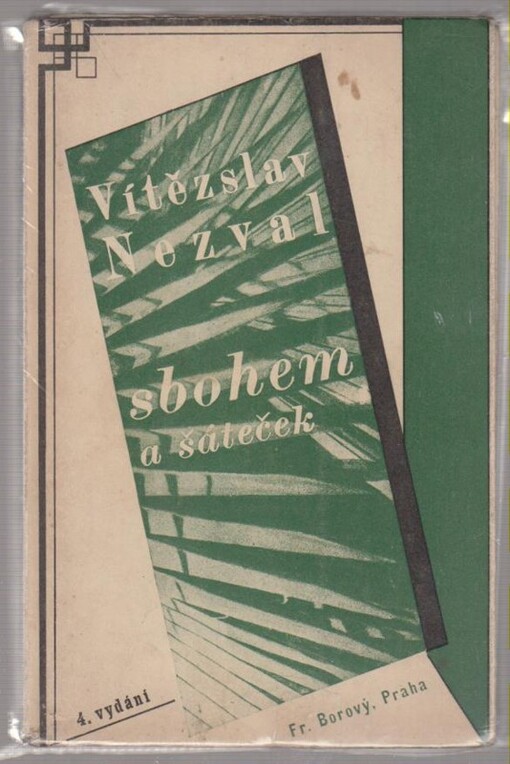 Vítězslav
Nezval
sbohem
a šáteček
4. vydání
Fr. Borový, Praha